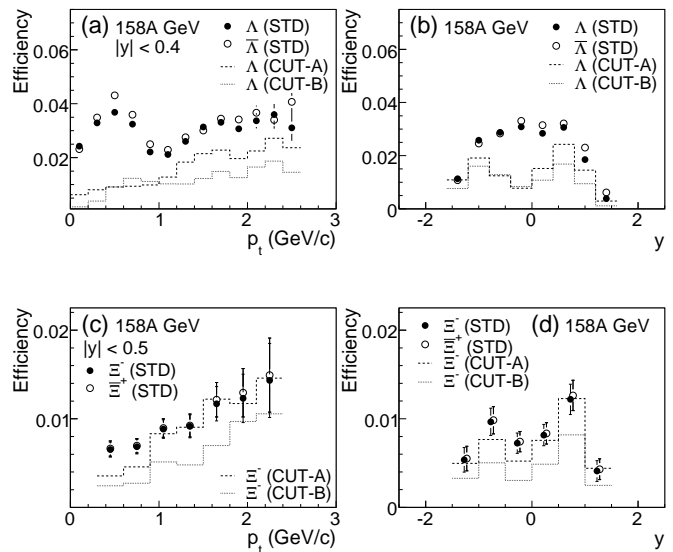 (a) 158A GeV
|y| < 0.4
Λ (STD)
Λ̅ (STD)
Λ (CUT-A)
Λ (CUT-B)
Efficiency
0.06
0.04
0.02
0 1 2 3
p_t (GeV/c)
(b) 158A GeV
Λ (STD)
Λ̅ (STD)
Λ (CUT-A)
Λ (CUT-B)
Efficiency
0.06
0.04
0.02
-2 0 2
y
(c) 158A GeV
|y| < 0.5
Ξ⁻ (STD)
Ξ̅⁺ (STD)
Ξ⁻ (CUT-A)
Ξ⁻ (CUT-B)
Efficiency
0.02
0.01
0
0 1 2 3
p_t (GeV/c)
Ξ⁻ (STD)
Ξ̅⁺ (STD)
Ξ⁻ (CUT-A)
Ξ⁻ (CUT-B)
(d) 158A GeV
Efficiency
0.02
0.01
0
-2 0 2
y